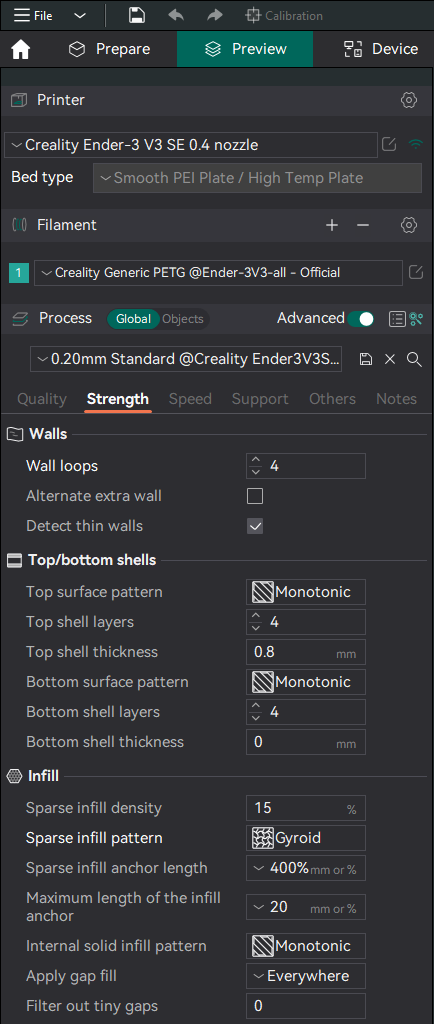 File Calibration
Prepare Preview Device
Printer
Creality Ender-3 V3 SE 0.4 nozzle
Bed type Smooth PEI Plate / High Temp Plate
Filament
1 Creality Generic PETG @Ender-3V3-all - Official
Process Global Objects Advanced
0.20mm Standard @Creality Ender3V3S...
Quality Strength Speed Support Others Notes
Walls
Wall loops 4
Alternate extra wall
Detect thin walls
Top/bottom shells
Top surface pattern Monotonic
Top shell layers 4
Top shell thickness 0.8 mm
Bottom surface pattern Monotonic
Bottom shell layers 4
Bottom shell thickness 0 mm
Infill
Sparse infill density 15 %
Sparse infill pattern Gyroid
Sparse infill anchor length 400% mm or %
Maximum length of the infill
anchor 20 mm or %
Internal solid infill pattern Monotonic
Apply gap fill Everywhere
Filter out tiny gaps 0